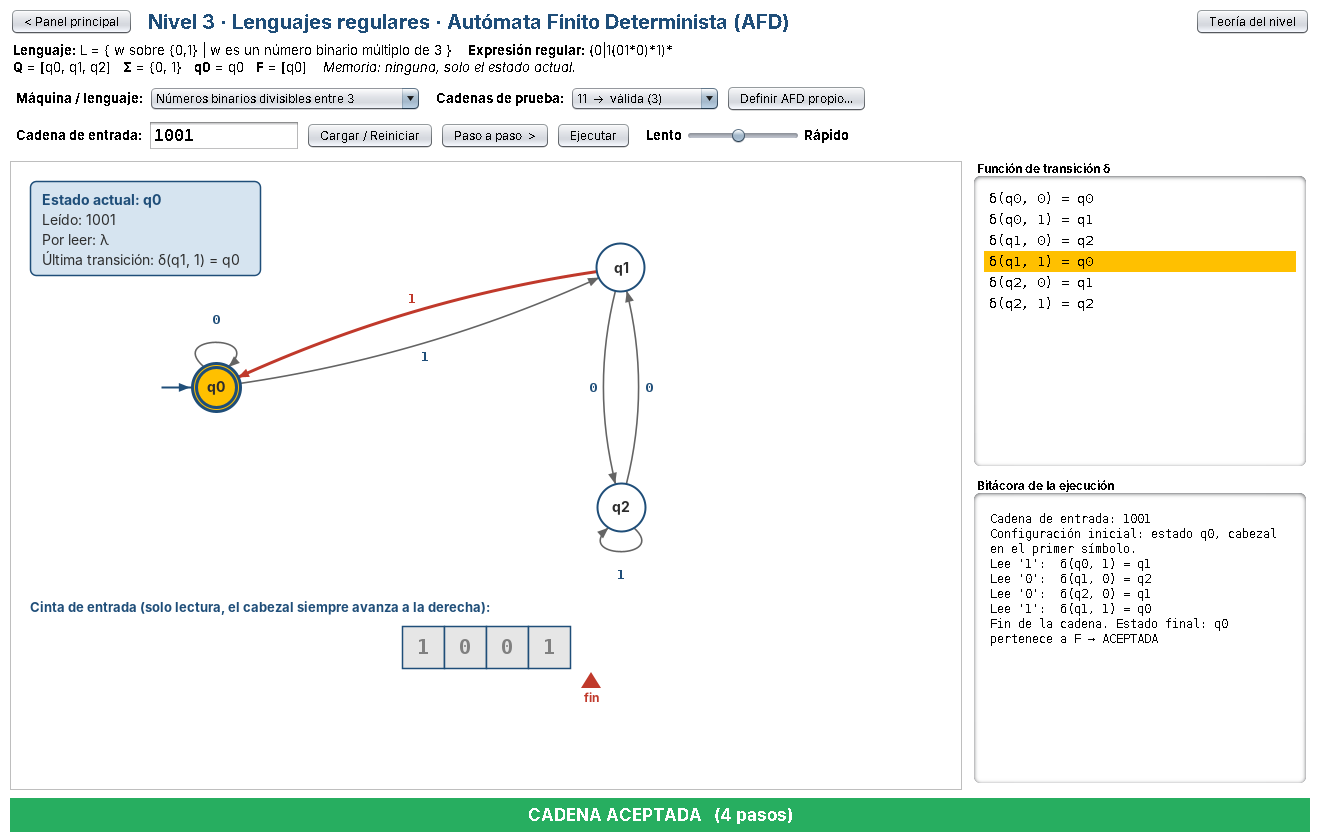 < Panel principal
Nivel 3 · Lenguajes regulares · Autómata Finito Determinista (AFD)
Teoría del nivel
Lenguaje: L = { w sobre {0,1} | w es un número binario múltiplo de 3 } Expresión regular: (0|1(01*0)*1)*
Q = {q0, q1, q2} Σ = {0, 1} q0 = q0 F = {q0} Memoria: ninguna, solo el estado actual.
Máquina / lenguaje: Números binarios divisibles entre 3 Cadenas de prueba: 11 → válida (3) Definir AFD propio...
Cadena de entrada: 1001 Cargar / Reiniciar Paso a paso > Ejecutar Lento Rápido
Estado actual: q0
Leído: 1001
Por leer: λ
Última transición: δ(q1, 1) = q0
q1
1
0
1
q0
0
0
q2
1
Cinta de entrada (solo lectura, el cabezal siempre avanza a la derecha):
1 0 0 1
fin
Función de transición δ
δ(q0, 0) = q0
δ(q0, 1) = q1
δ(q1, 0) = q2
δ(q1, 1) = q0
δ(q2, 0) = q1
δ(q2, 1) = q2
Bitácora de la ejecución
Cadena de entrada: 1001
Configuración inicial: estado q0, cabezal
en el primer símbolo.
Lee '1': δ(q0, 1) = q1
Lee '0': δ(q1, 0) = q2
Lee '0': δ(q2, 0) = q1
Lee '1': δ(q1, 1) = q0
Fin de la cadena. Estado final: q0
pertenece a F → ACEPTADA
CADENA ACEPTADA (4 pasos)